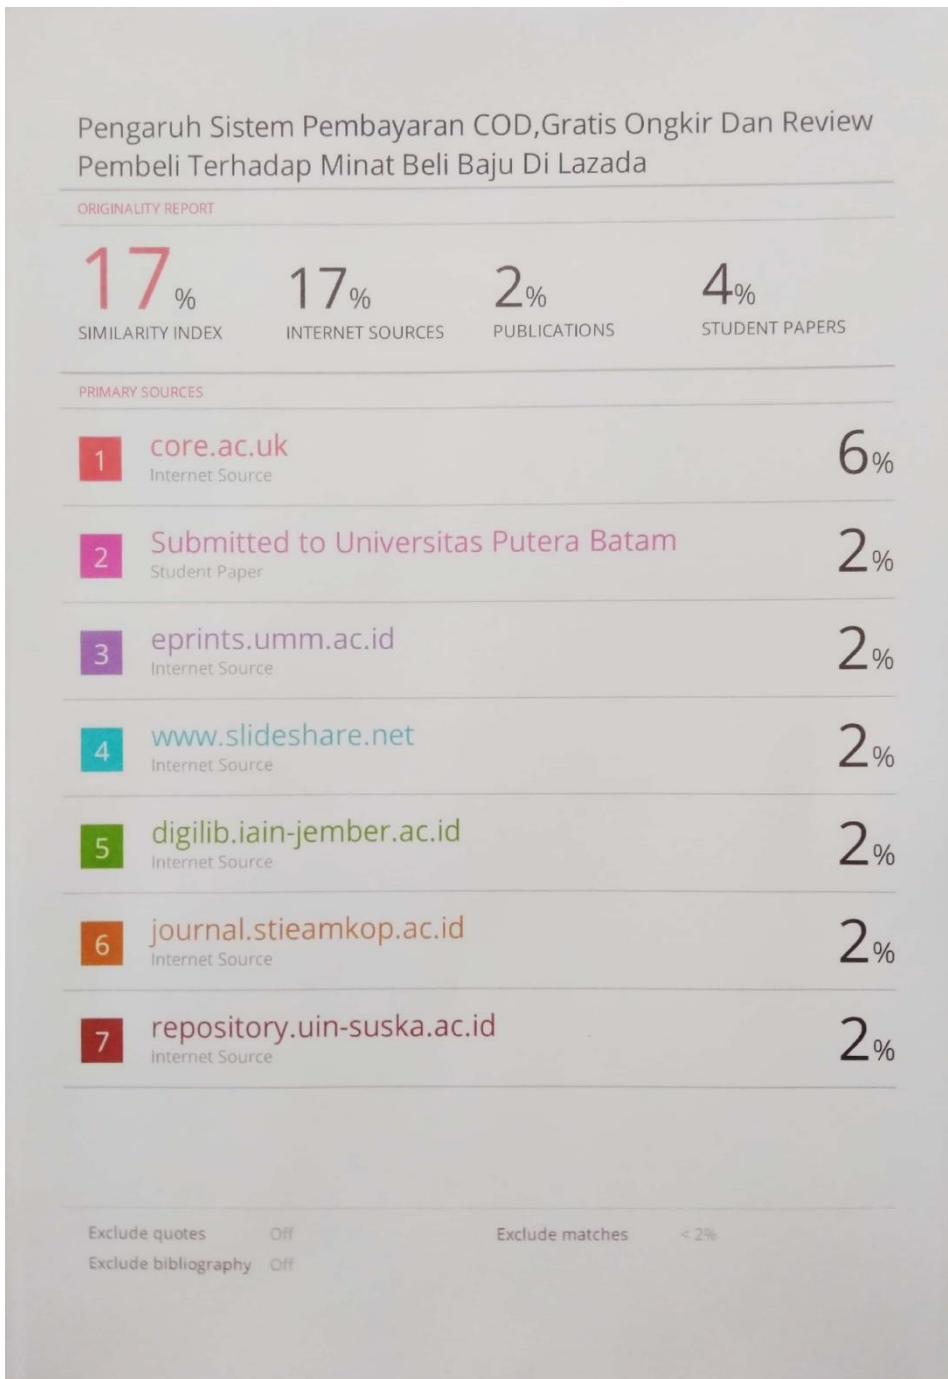 Pengaruh Sistem Pembayaran COD,Gratis Ongkir Dan Review
Pembeli Terhadap Minat Beli Baju Di Lazada
ORIGINALITY REPORT
17% 17% 2% 4%
SIMILARITY INDEX INTERNET SOURCES PUBLICATIONS STUDENT PAPERS
PRIMARY SOURCES
1 core.ac.uk 6%
Internet Source
2 Submitted to Universitas Putera Batam 2%
Student Paper
3 eprints.umm.ac.id 2%
Internet Source
4 www.slideshare.net 2%
Internet Source
5 digilib.iain-jember.ac.id 2%
Internet Source
6 journal.stieamkop.ac.id 2%
Internet Source
7 repository.uin-suska.ac.id 2%
Internet Source
Exclude quotes Off Exclude matches < 2%
Exclude bibliography Off